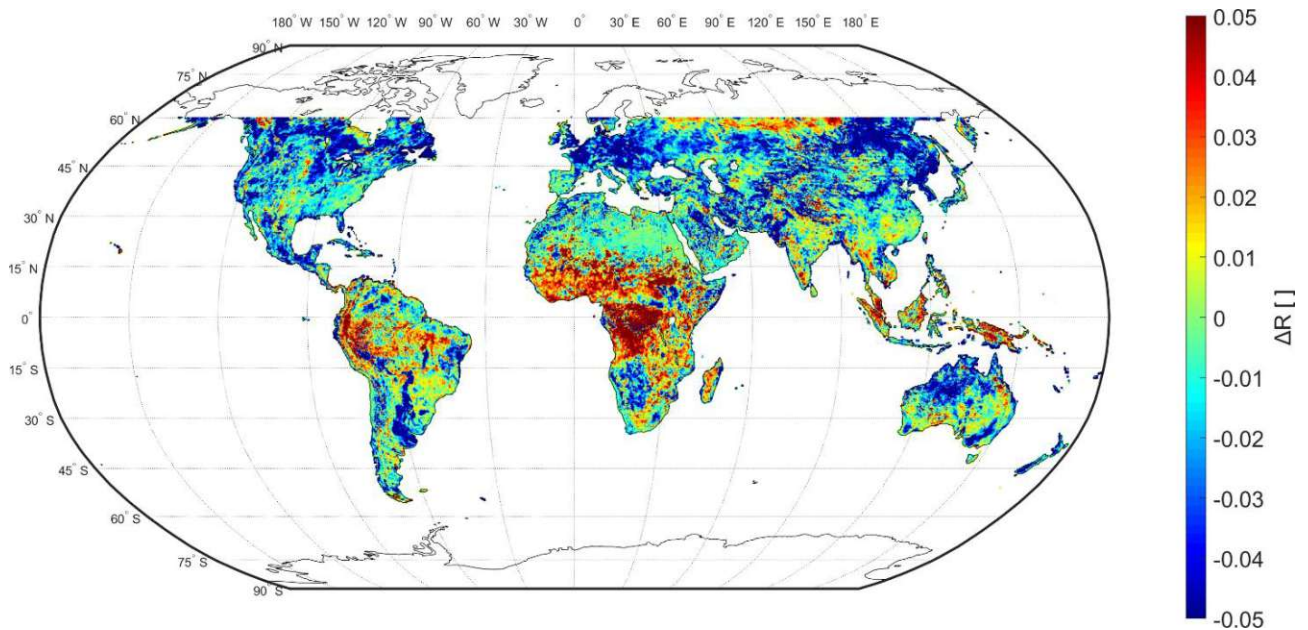 180° W 150° W 120° W 90° W 60° W 30° W 0° 30° E 60° E 90° E 120° E 150° E 180° E
90° N
75° N
60° N
45° N
30° N
15° N
0°
15° S
30° S
45° S
60° S
75° S
90° S
0.05
0.04
0.03
0.02
0.01
0
-0.01
-0.02
-0.03
-0.04
-0.05
ΔR [ ]